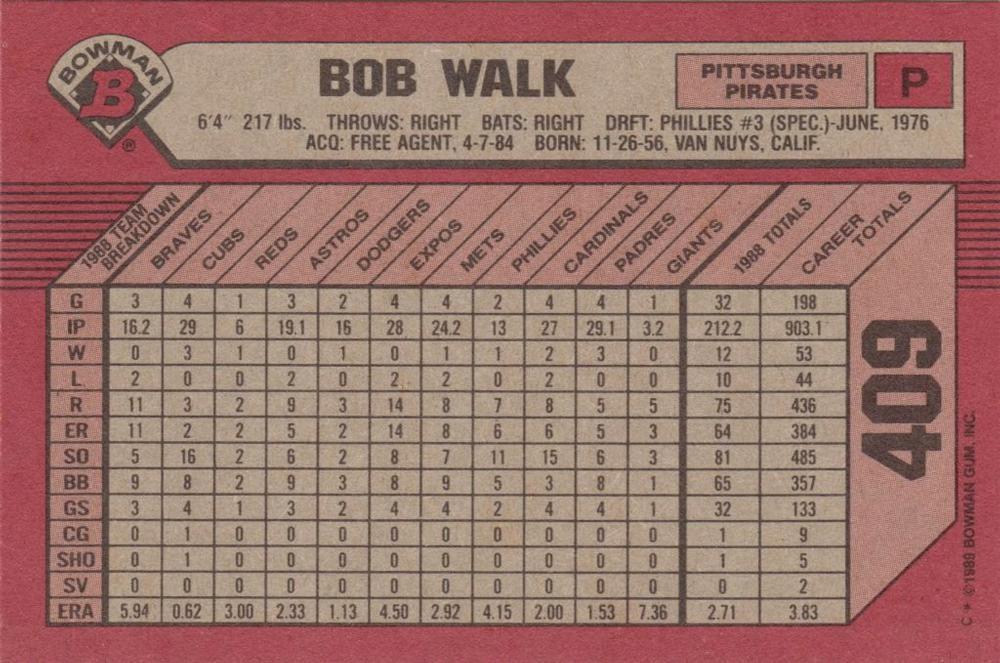 BOWMAN
B
®
BOB WALK
PITTSBURGH
PIRATES
P
6'4" 217 lbs. THROWS: RIGHT BATS: RIGHT DRFT: PHILLIES #3 (SPEC.)-JUNE, 1976
ACQ: FREE AGENT, 4-7-84 BORN: 11-26-56, VAN NUYS, CALIF.
1988 TEAM
BREAKDOWN
BRAVES
CUBS
REDS
ASTROS
DODGERS
EXPOS
METS
PHILLIES
CARDINALS
PADRES
GIANTS
1988 TOTALS
CAREER
TOTALS
G 3 4 1 3 2 4 4 2 4 4 1 32 198
IP 16.2 29 6 19.1 16 28 24.2 13 27 29.1 3.2 212.2 903.1
W 0 3 1 0 1 0 1 1 2 3 0 12 53
L 2 0 0 2 0 2 2 0 2 0 0 10 44
R 11 3 2 9 3 14 8 7 8 5 5 75 436
ER 11 2 2 5 2 14 8 6 6 5 3 64 384
SO 5 16 2 6 2 8 7 11 15 6 3 81 485
BB 9 8 2 9 3 8 9 5 3 8 1 65 357
GS 3 4 1 3 2 4 4 2 4 4 1 32 133
CG 0 1 0 0 0 0 0 0 0 0 0 1 9
SHO 0 1 0 0 0 0 0 0 0 0 0 1 5
SV 0 0 0 0 0 0 0 0 0 0 0 0 2
ERA 5.94 0.62 3.00 2.33 1.13 4.50 2.92 4.15 2.00 1.53 7.36 2.71 3.83
409
C* ©1989 BOWMAN GUM, INC.